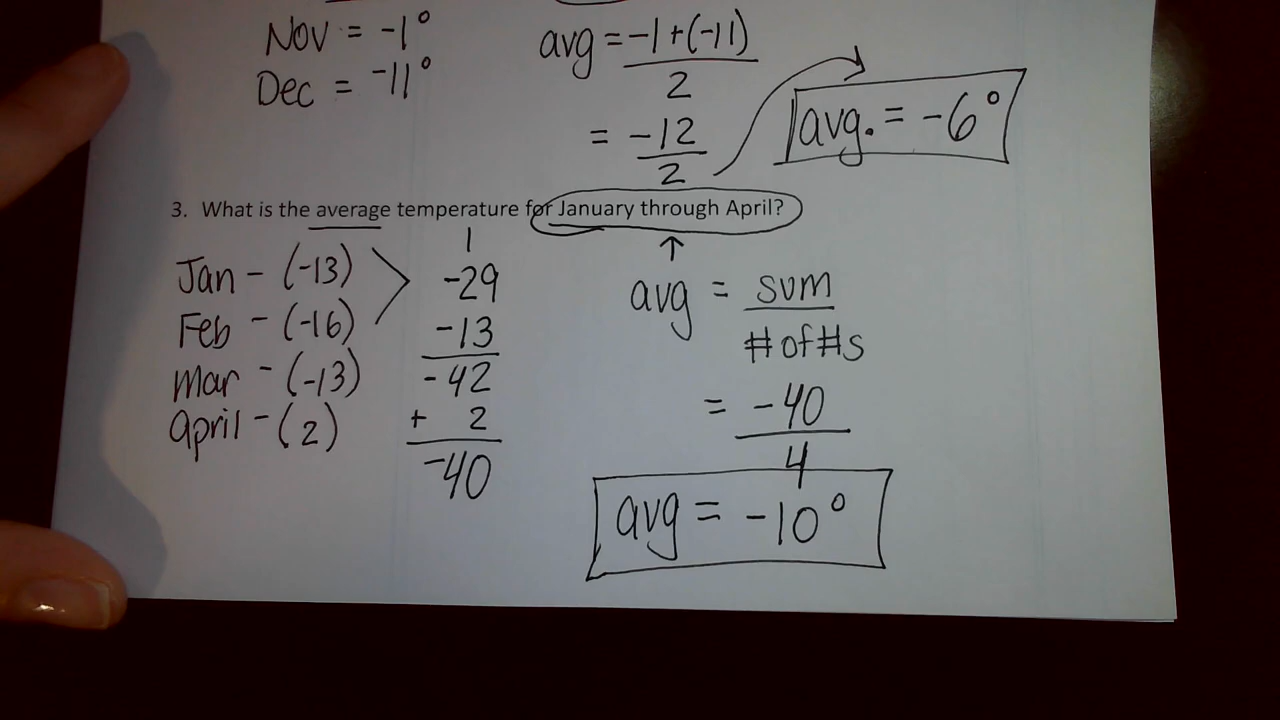 Nov = -1°
Dec = -11°
avg = -1+(-11)
2
= -12
2
avg. = -6°
3. What is the average temperature for January through April?
Jan - (-13)
Feb - (-16)
Mar - (-13)
April - (2)
1
-29
-13
-42
+ 2
-40
avg = sum
# of #s
= -40
4
avg = -10°